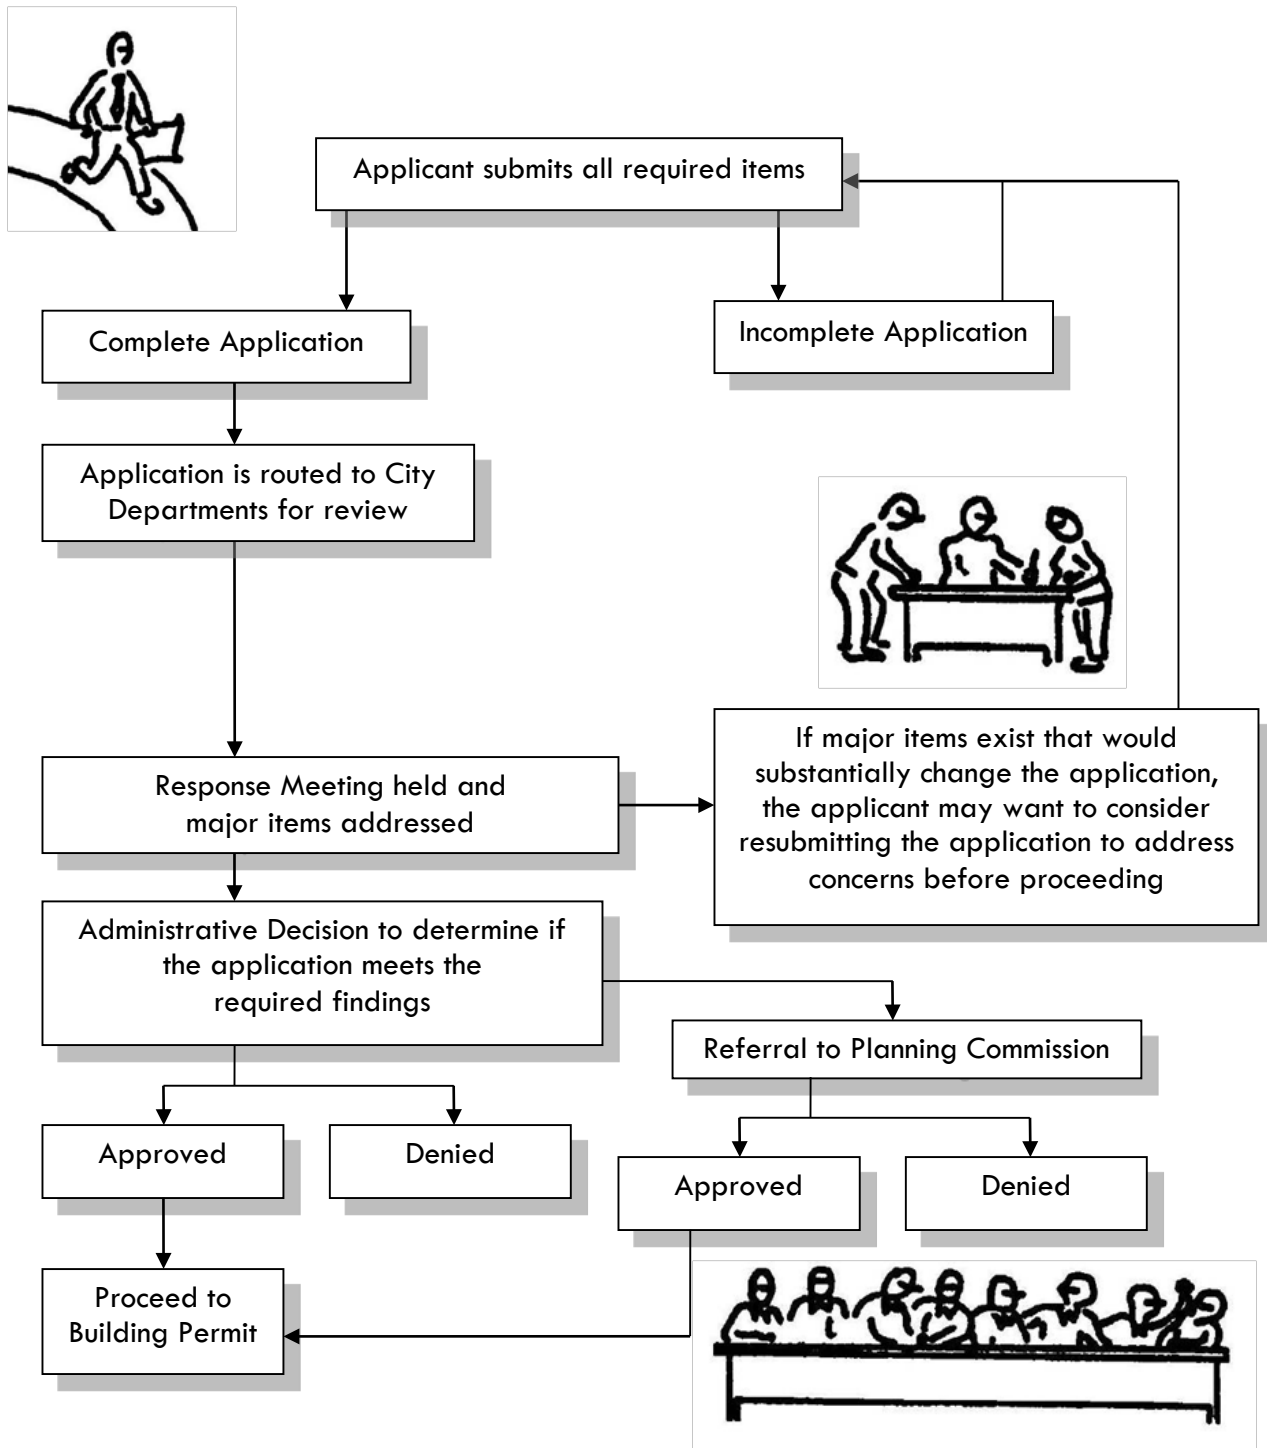 Applicant submits all required items
Complete Application
Incomplete Application
Application is routed to City
Departments for review
Response Meeting held and
major items addressed
If major items exist that would
substantially change the application,
the applicant may want to consider
resubmitting the application to address
concerns before proceeding
Administrative Decision to determine if
the application meets the
required findings
Referral to Planning Commission
Approved
Denied
Approved
Denied
Proceed to
Building Permit